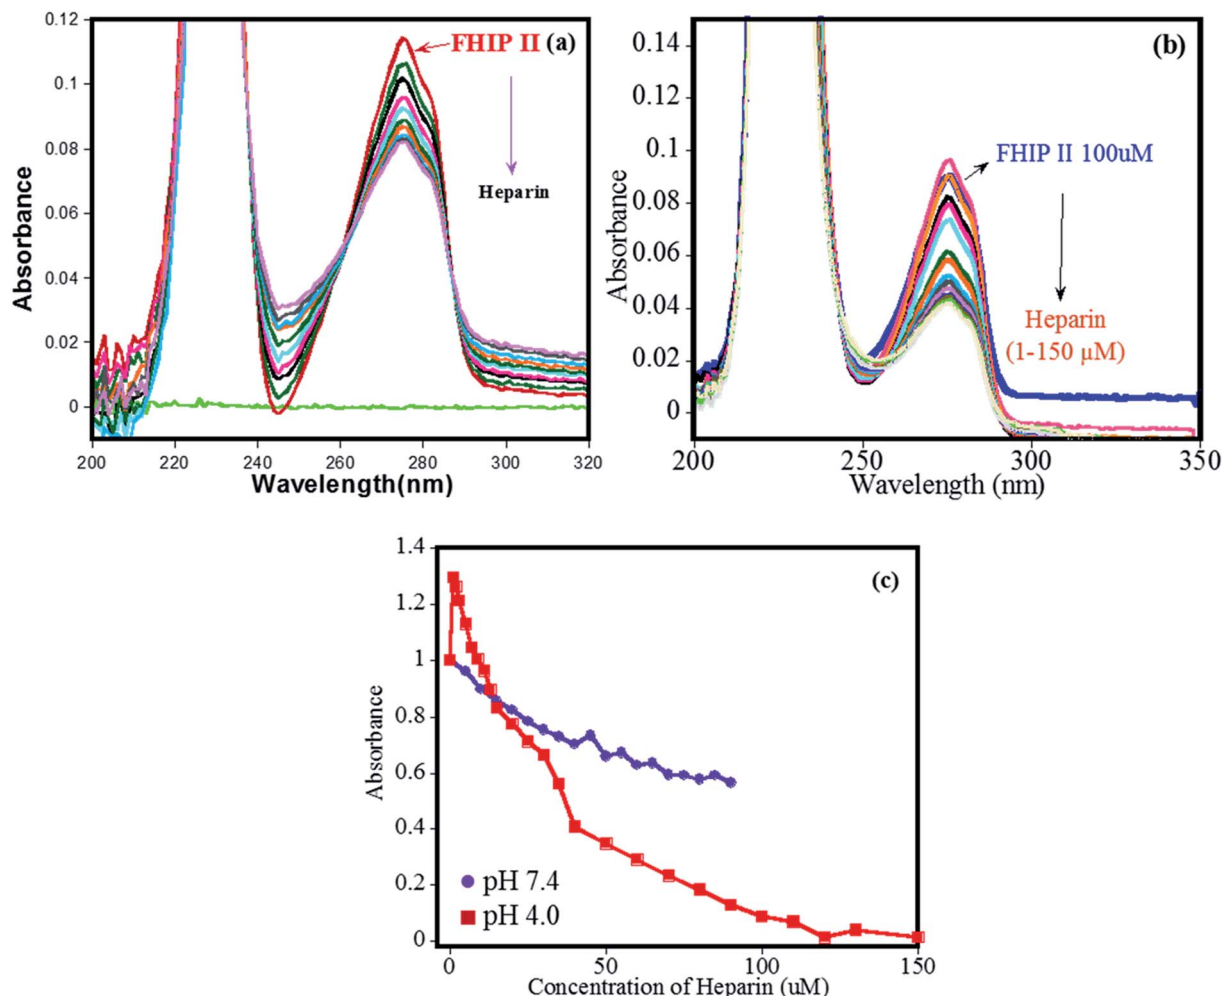 0.12
0.1
0.08
0.06
0.04
0.02
0
FHIP II (a)
Heparin
200 220 240 260 280 300 320
Wavelength(nm)
Absorbance
(b)
0.14
0.12
0.1
0.08
0.06
0.04
0.02
0
FHIP II 100uM
Heparin
(1-150 μM)
200 250 300 350
Wavelength (nm)
Absorbance
(c)
1.4
1.2
1
0.8
0.6
0.4
0.2
0
pH 7.4
pH 4.0
0 50 100 150
Concentration of Heparin (uM)
Absorbance